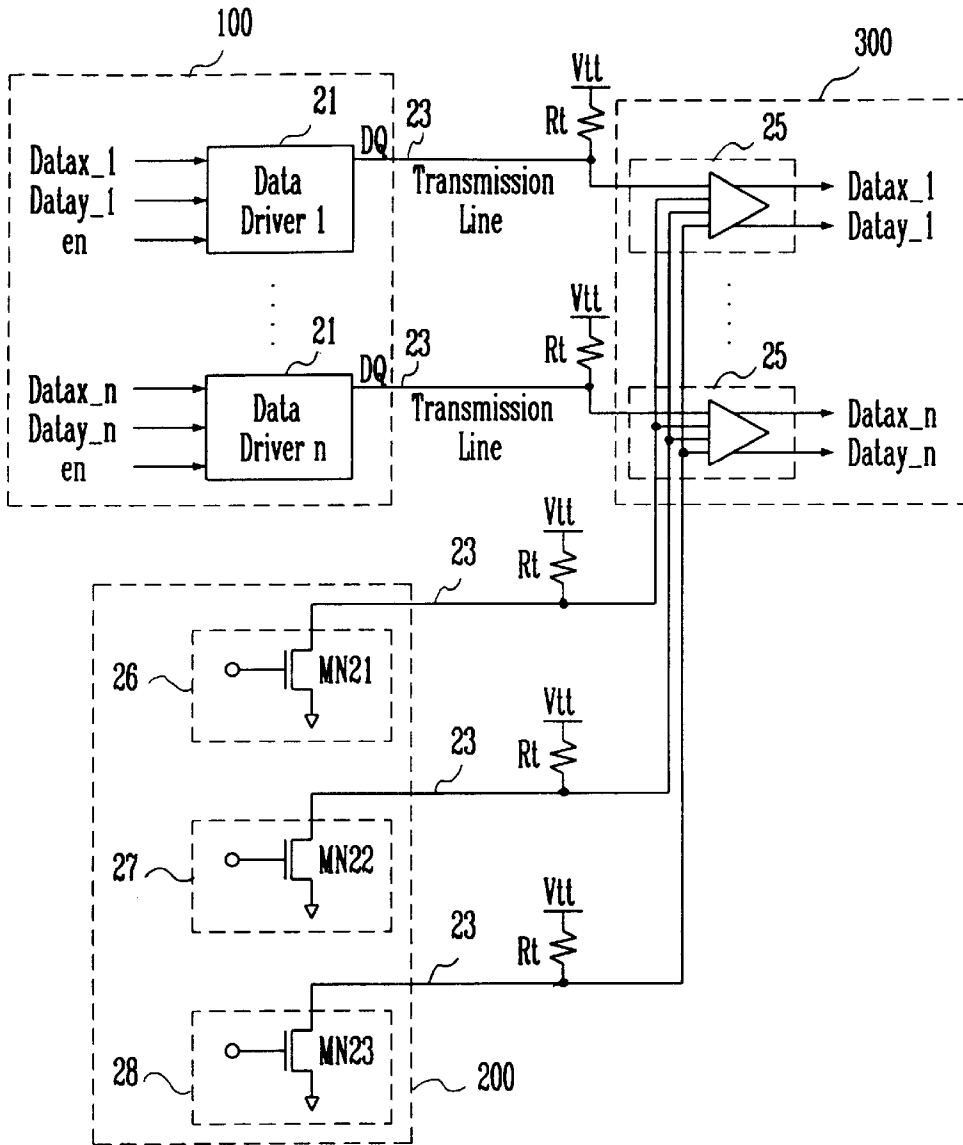 100
300
Vtt
Rt
21
DQ
23
25
Datax_1
Datay_1
en
Data
Driver 1
Transmission
Line
Datax_1
Datay_1
Vtt
Rt
21
DQ
23
25
Datax_n
Datay_n
en
Data
Driver n
Transmission
Line
Datax_n
Datay_n
Vtt
Rt
23
26
MN21
Vtt
Rt
23
27
MN22
Vtt
Rt
23
28
MN23
200